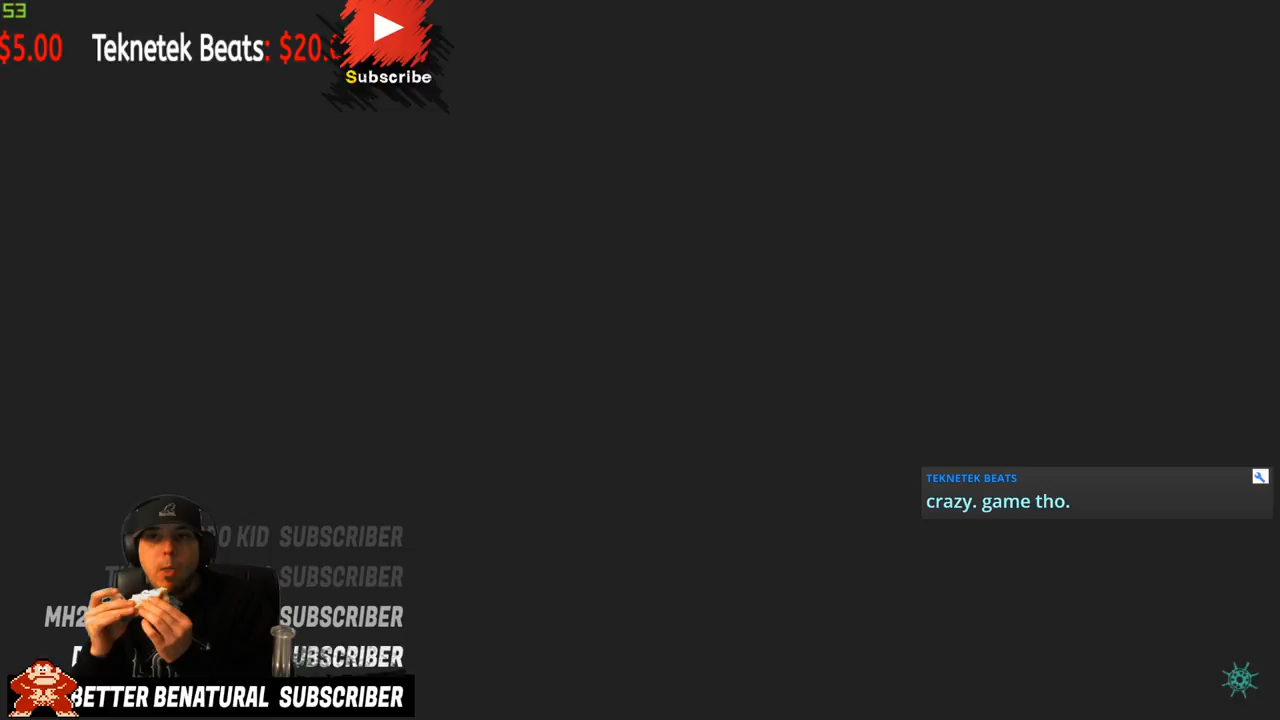 53
$5.00 Teknetek Beats: $20.
Subscribe
TEKNETEK BEATS
crazy. game tho.
O KID SUBSCRIBER
SUBSCRIBER
MH2 SUBSCRIBER
SUBSCRIBER
BETTER BENATURAL SUBSCRIBER